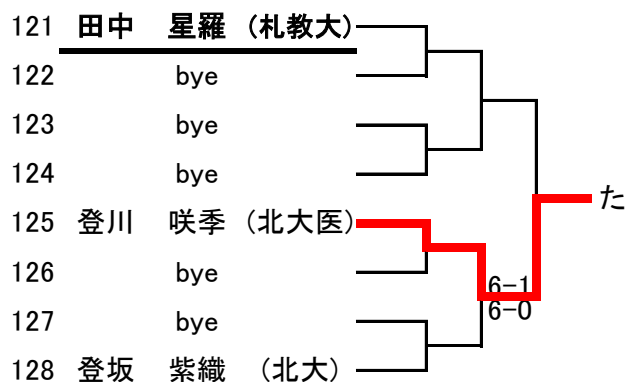 121 田中 星羅 (札教大)
122 bye
123 bye
124 bye
た
125 登川 咲季 (北大医)
126 bye
6-1
6-0
127 bye
128 登坂 紫織 (北大)